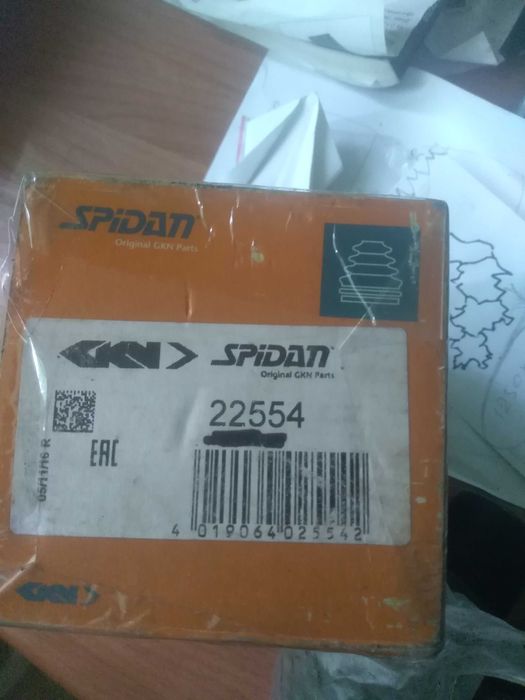 SPiDAN
Original GKN Parts
GKN SPiDAN
Original GKN Parts
22554
EAC
05/11/16 R
4 019064 025542
GKN